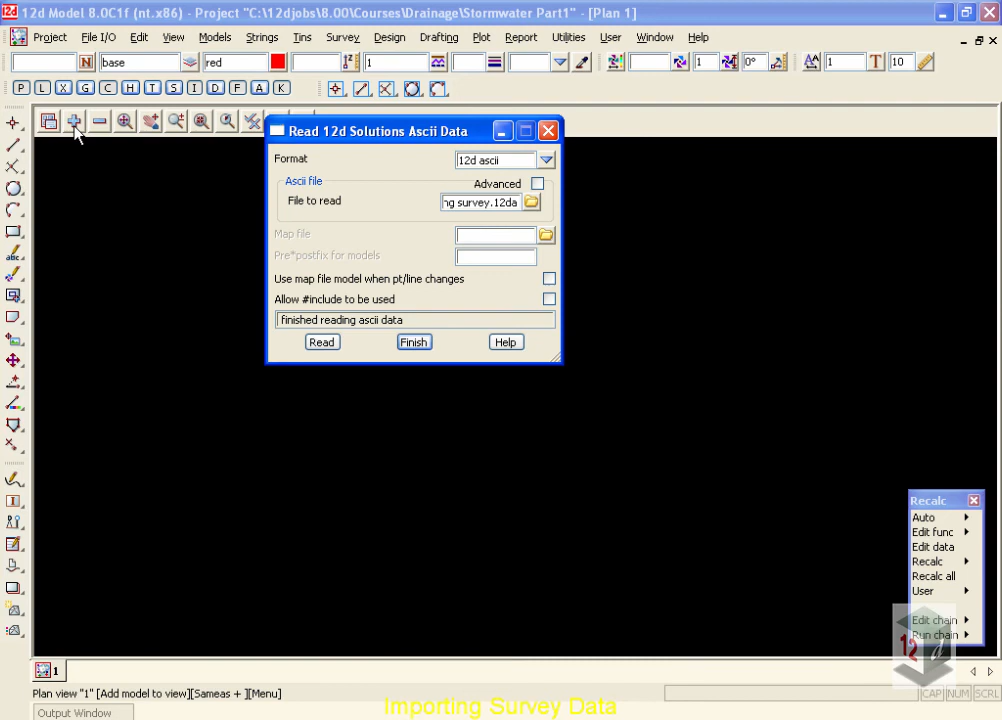 12d Model 8.0C1f (nt.x86) - Project "C:\12djobs\8.00\Courses\Drainage\Stormwater Part1" - [Plan 1]
Project File I/O Edit View Models Strings Tins Survey Design Drafting Plot Report Utilities User Window Help
N base red 1 1 0° 1 T 10
P L X G C H T S I D F A K
Read 12d Solutions Ascii Data
Format 12d ascii
Ascii file
Advanced
File to read ng survey.12da
Map file
Pre*postfix for models
Use map file model when pt/line changes
Allow #include to be used
finished reading ascii data
Read Finish Help
Recalc
Auto
Edit func
Edit data
Recalc
Recalc all
User
Edit chain
Run chain
12d
1
Plan view "1" [Add model to view][Sameas + ][Menu]
CAP NUM SCRL
Importing Survey Data
Output Window